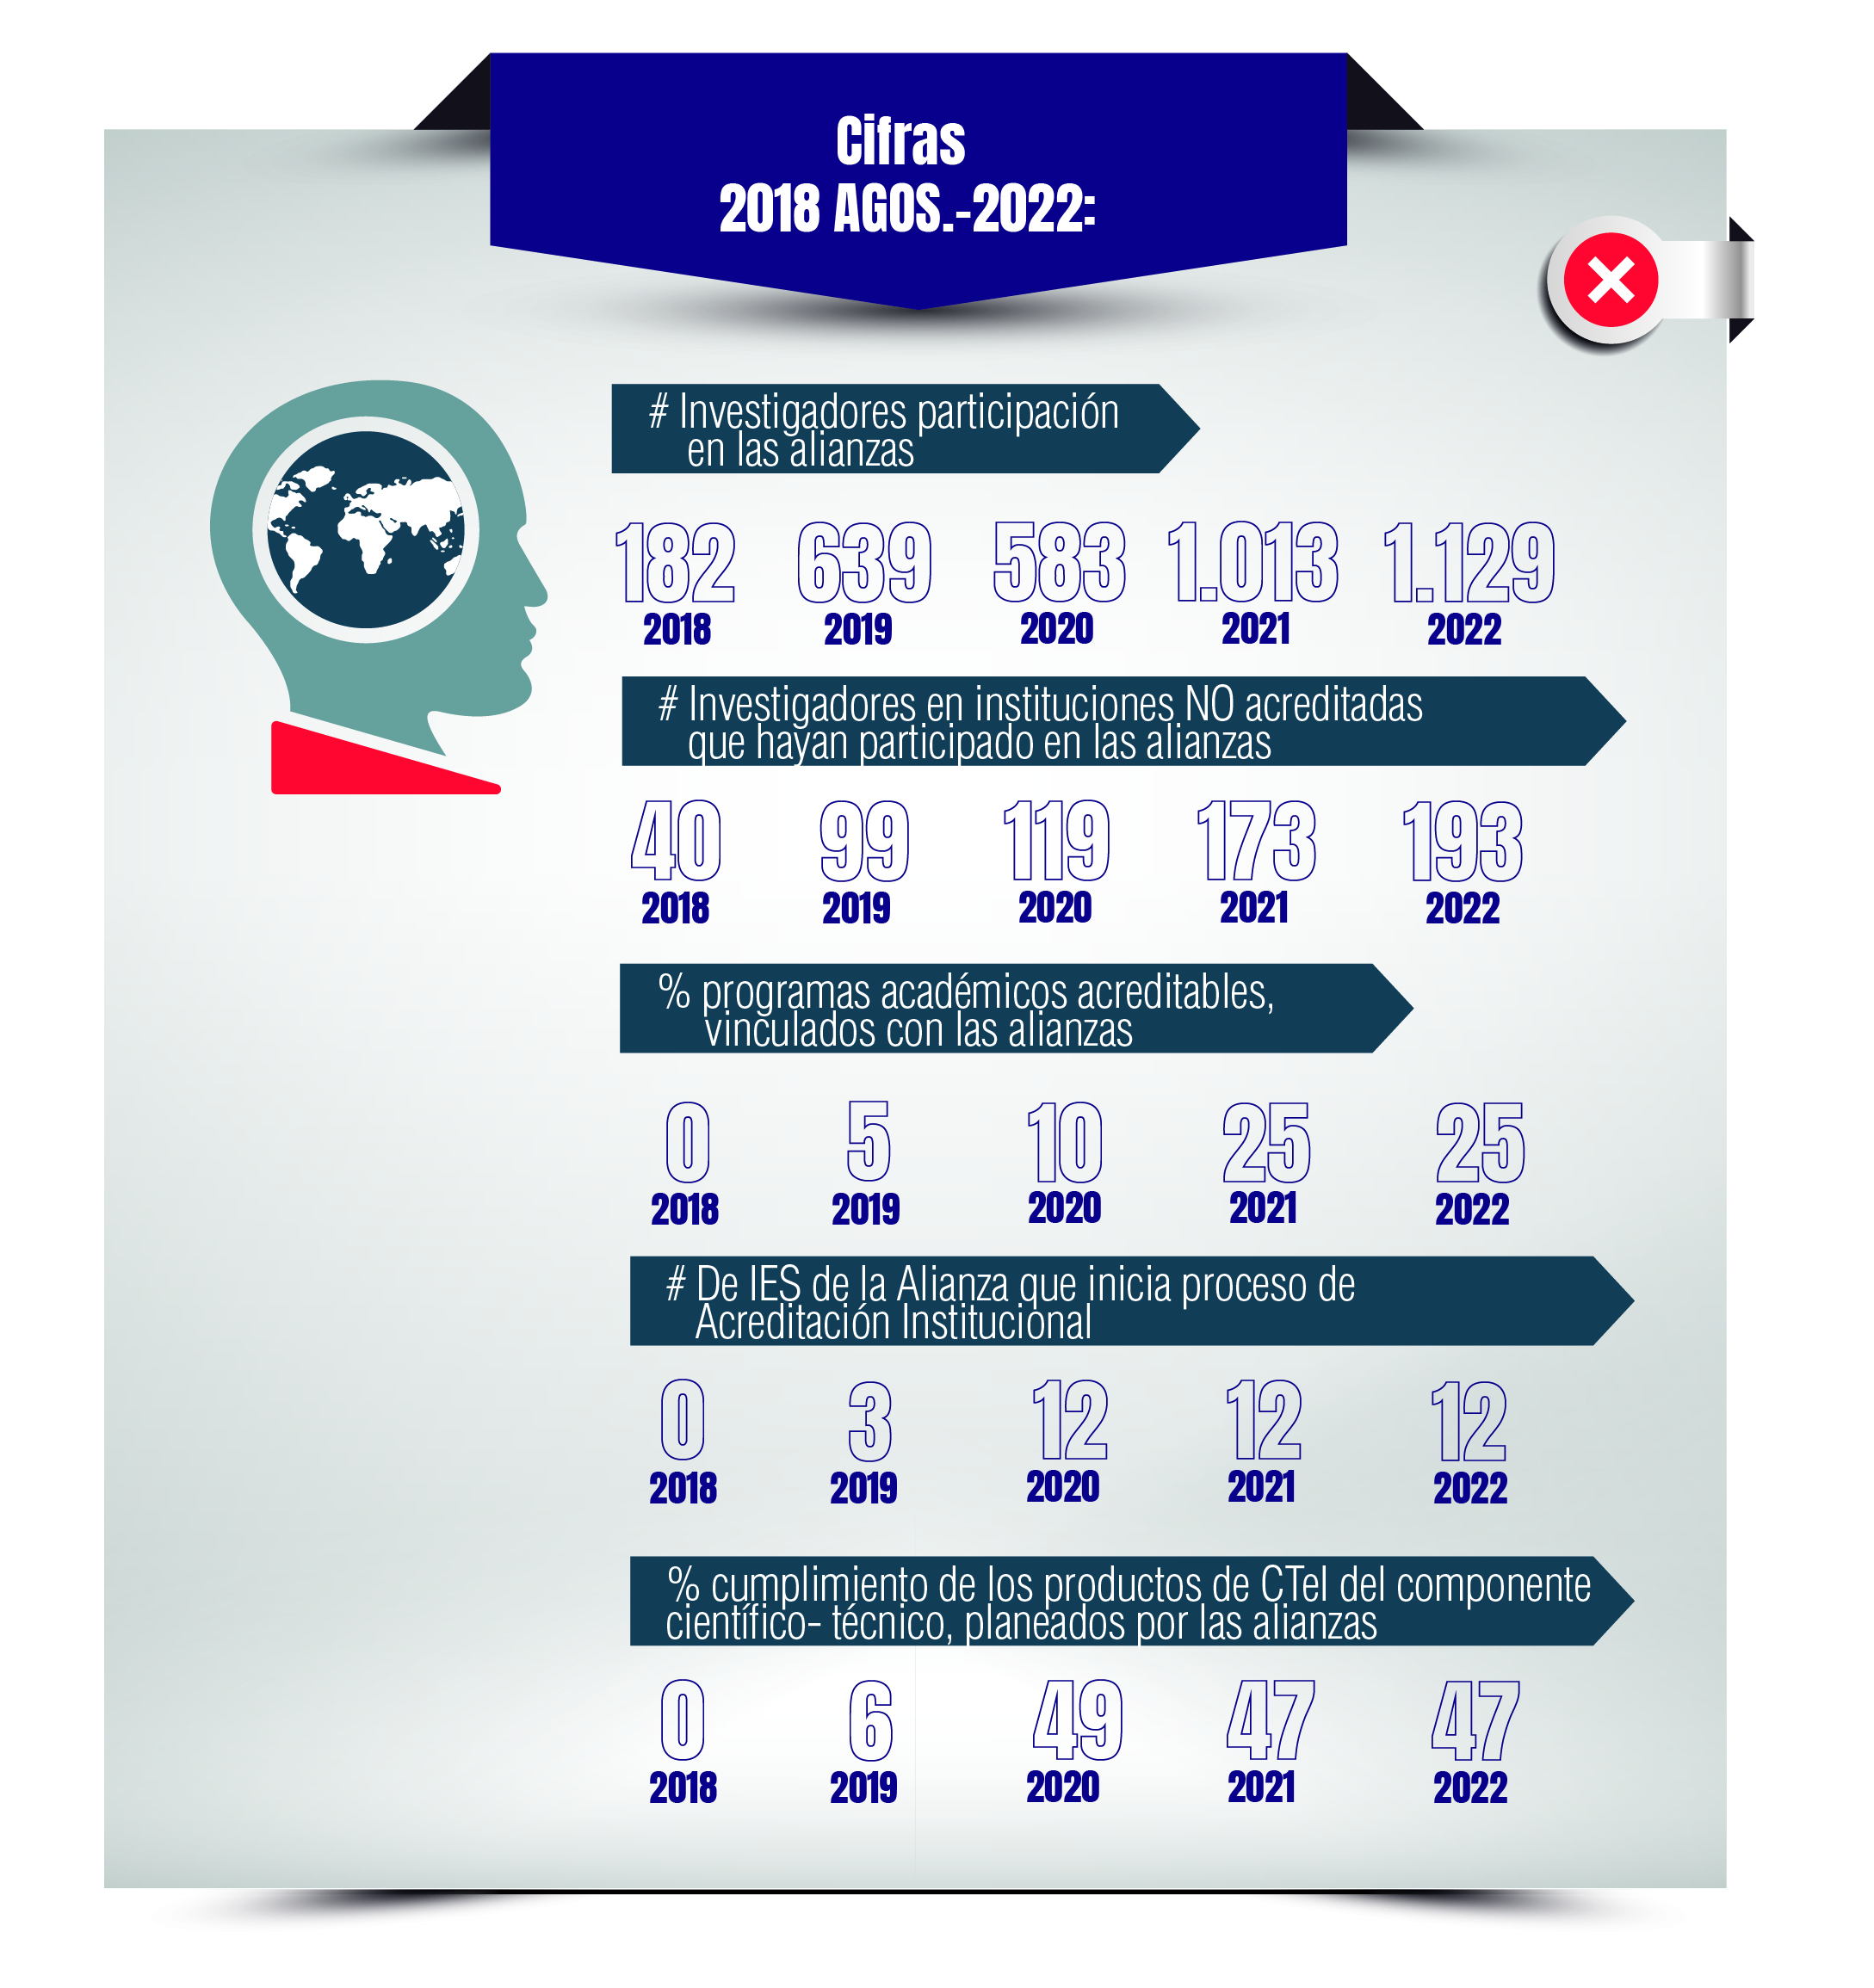 Cifras
2018 AGOS.-2022:
# Investigadores participación
en las alianzas
182 639 583 1.013 1.129
2018 2019 2020 2021 2022
# Investigadores en instituciones NO acreditadas
que hayan participado en las alianzas
40 99 119 173 193
2018 2019 2020 2021 2022
% programas académicos acreditables,
vinculados con las alianzas
0 5 10 25 25
2018 2019 2020 2021 2022
# De IES de la Alianza que inicia proceso de
Acreditación Institucional
0 3 12 12 12
2018 2019 2020 2021 2022
% cumplimiento de los productos de CTel del componente
científico- técnico, planeados por las alianzas
0 6 49 47 47
2018 2019 2020 2021 2022